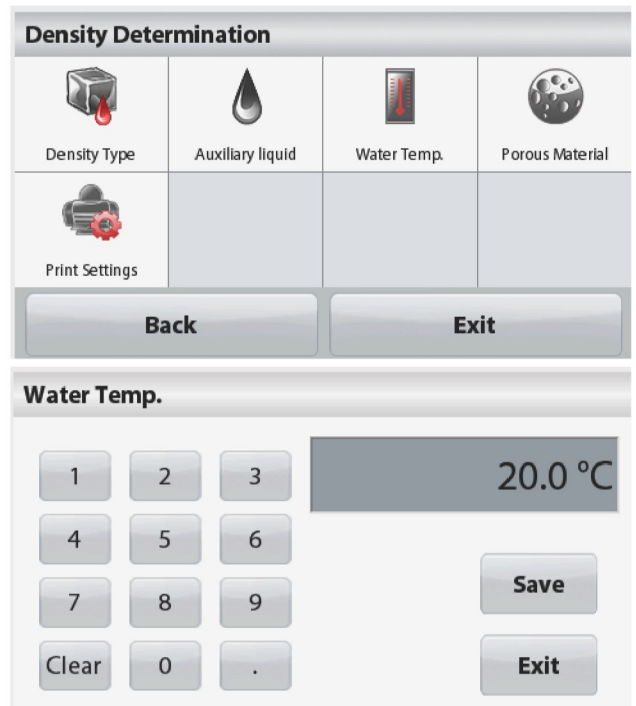 Density Determination
Density Type
Auxiliary liquid
Water Temp.
Porous Material
Print Settings
Back
Exit
Water Temp.
1 2 3
20.0 °C
4 5 6
7 8 9
Save
Clear 0 .
Exit